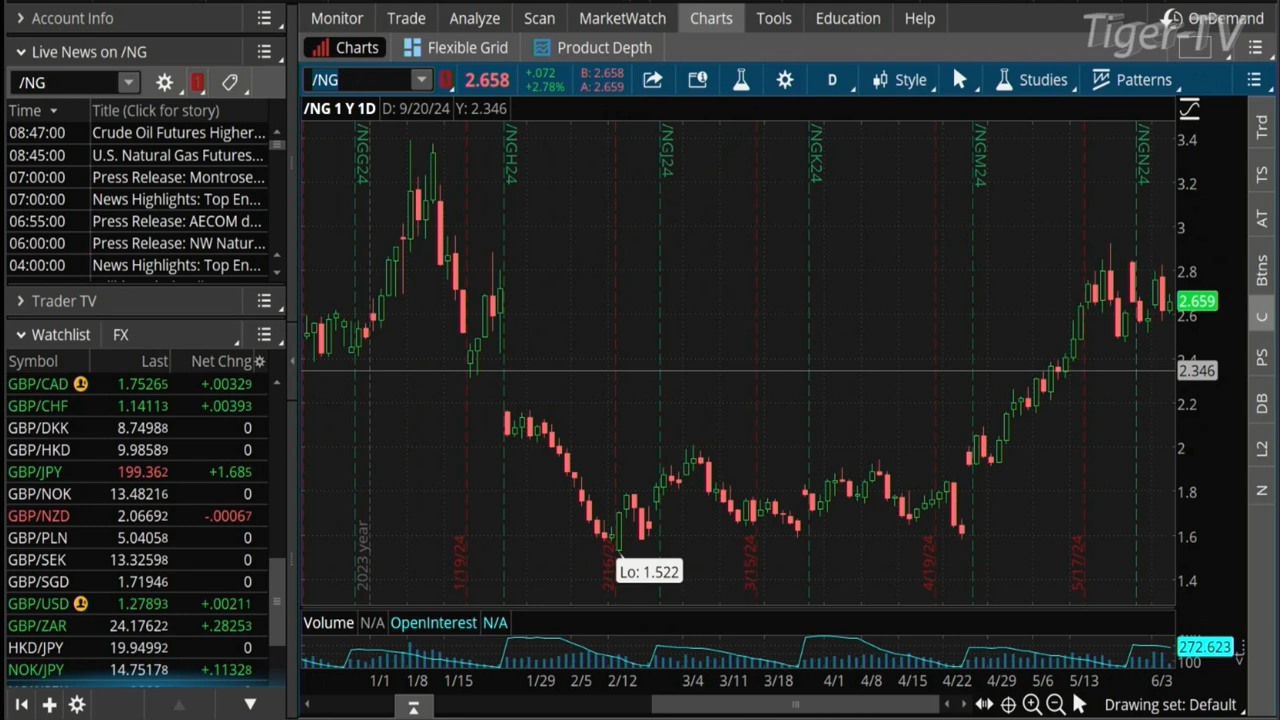 Account Info
Monitor Trade Analyze Scan MarketWatch Charts Tools Education Help OnDemand
Tiger-TV
Live News on /NG
Charts Flexible Grid Product Depth
/NG 1
/NG 1 2.658 +.072 +2.78% B: 2.658 A: 2.659 D Style Studies Patterns
Time Title (Click for story)
/NG 1 Y 1D D: 9/20/24 Y: 2.346
08:47:00 Crude Oil Futures Higher...
08:45:00 U.S. Natural Gas Futures...
07:00:00 Press Release: Montrose...
07:00:00 News Highlights: Top En...
06:55:00 Press Release: AECOM d...
06:00:00 Press Release: NW Natur...
04:00:00 News Highlights: Top En...
Trader TV
Watchlist FX
Symbol Last Net Chng
GBP/CAD 1.75265 +.00329
GBP/CHF 1.14113 +.00393
GBP/DKK 8.74988 0
GBP/HKD 9.98589 0
GBP/JPY 199.362 +1.685
GBP/NOK 13.48216 0
GBP/NZD 2.06692 -.00067
GBP/PLN 5.04058 0
GBP/SEK 13.32598 0
GBP/SGD 1.71946 0
GBP/USD 1.27893 +.00211
GBP/ZAR 24.17622 +.28253
HKD/JPY 19.94992 0
NOK/JPY 14.75178 +.11328
/NGG24 /NGH24 /NGJ24 /NGK24 /NGM24 /NGN24
3.4
3.2
3
2.8
2.659
2.6
2.4
2.346
2.2
2
1.8
1.6
1.4
Lo: 1.522
2023 year 1/19/24 2/16/24 3/15/24 4/19/24 5/17/24
Volume N/A OpenInterest N/A
272.623
100
1/1 1/8 1/15 1/29 2/5 2/12 3/4 3/11 3/18 4/1 4/8 4/15 4/22 4/29 5/6 5/13 6/3
Drawing set: Default
Trd
TS
AT
Btns
C
PS
DB
L2
N